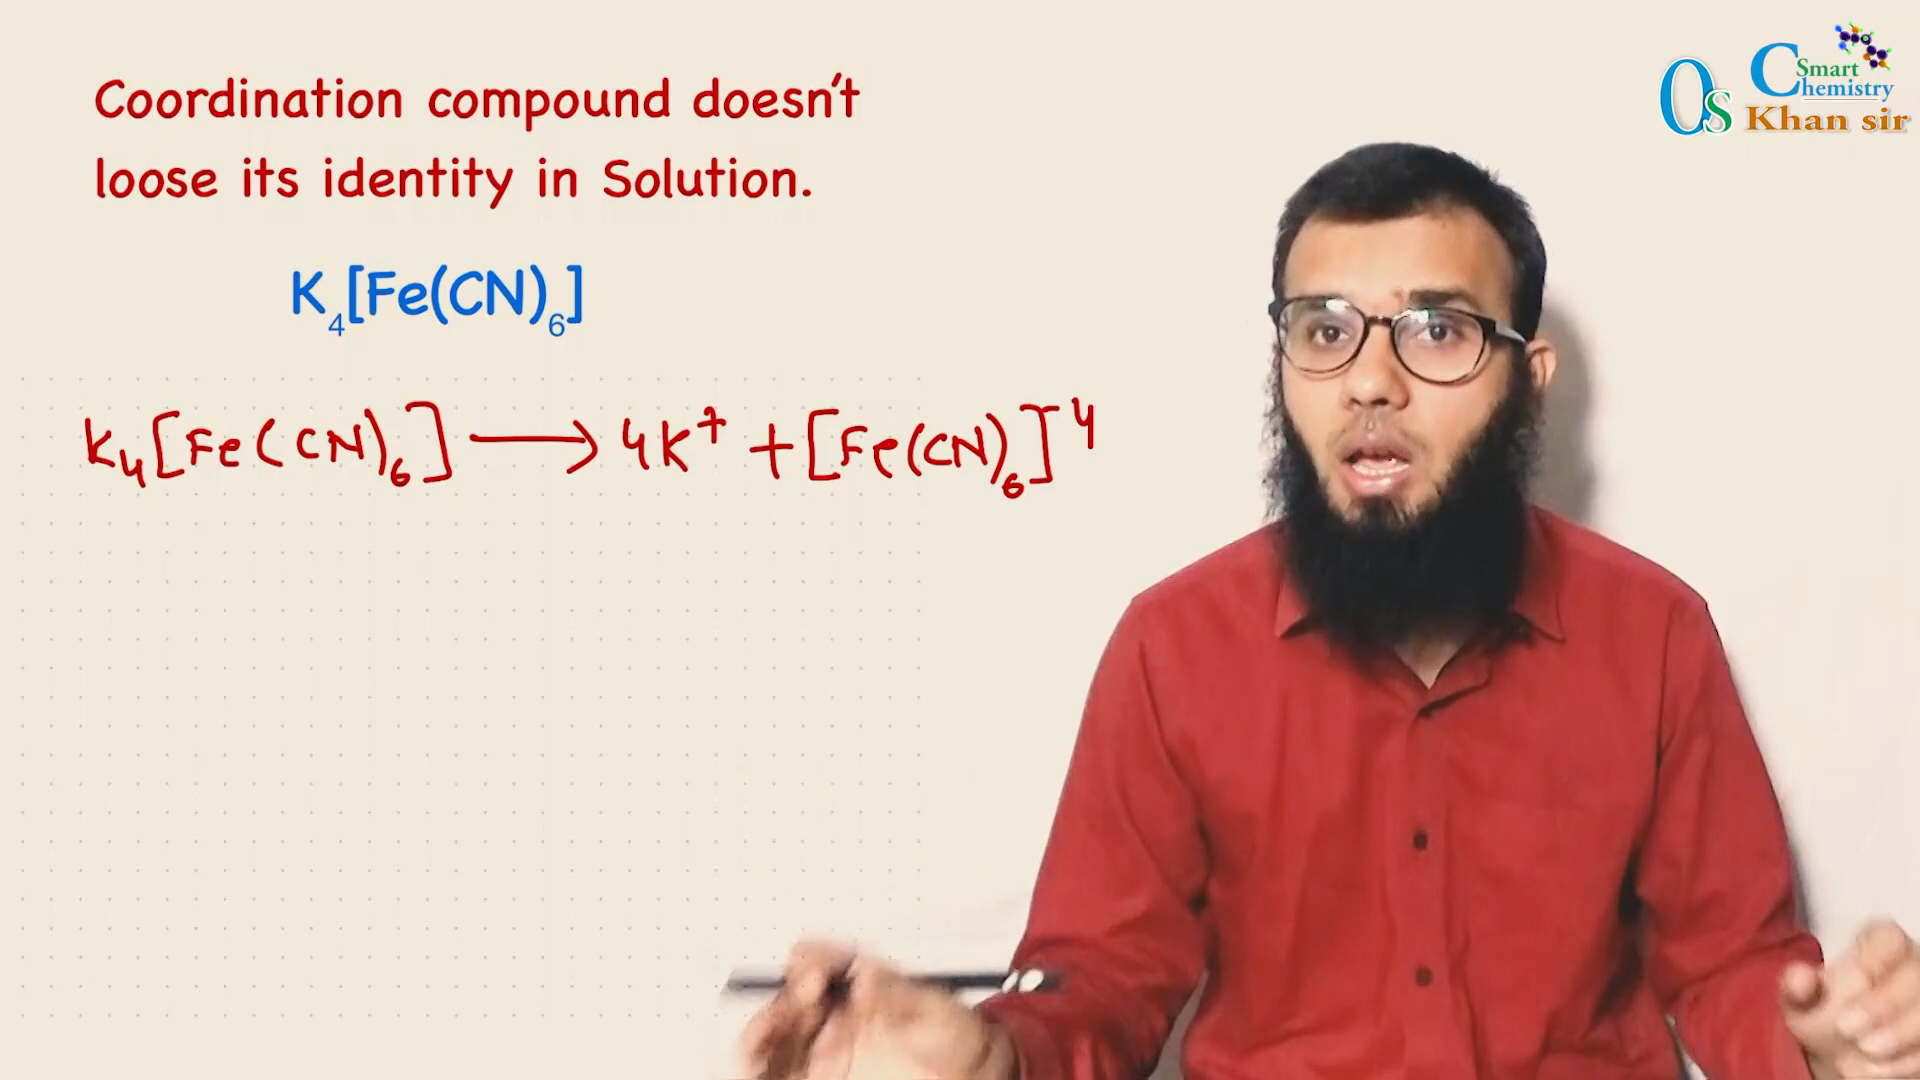 Coordination compound doesn't
loose its identity in Solution.
K₄[Fe(CN)₆]
K₄[Fe(CN)₆] ⟶ 4K⁺ + [Fe(CN)₆]⁴
Os Smart Chemistry
Khan sir